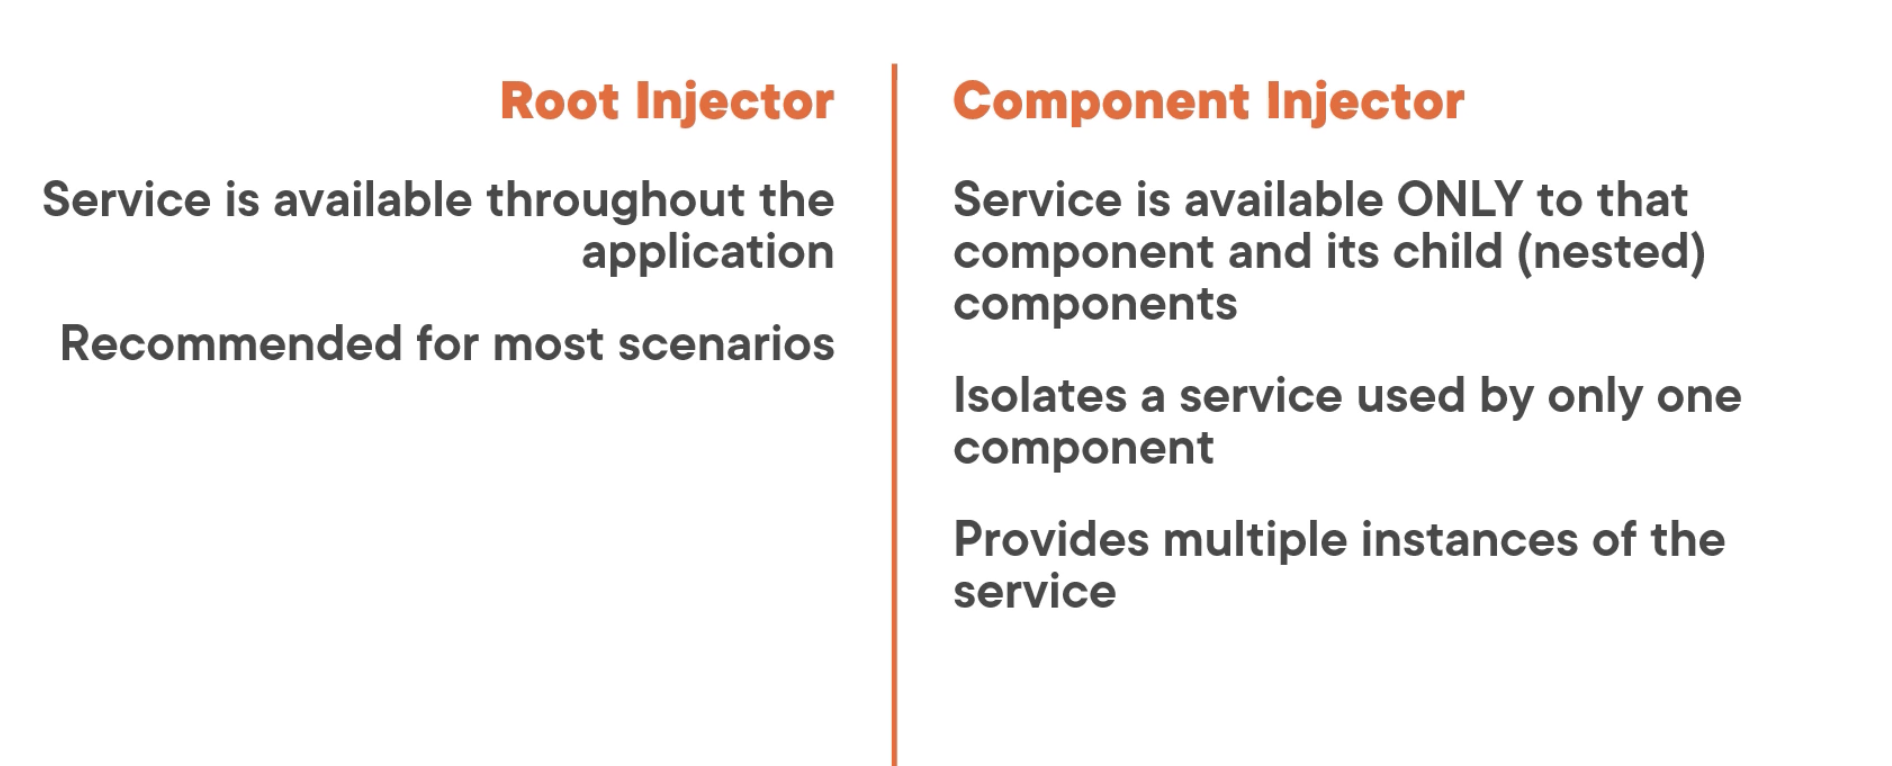 Root Injector
Service is available throughout the
application
Recommended for most scenarios
Component Injector
Service is available ONLY to that
component and its child (nested)
components
Isolates a service used by only one
component
Provides multiple instances of the
service